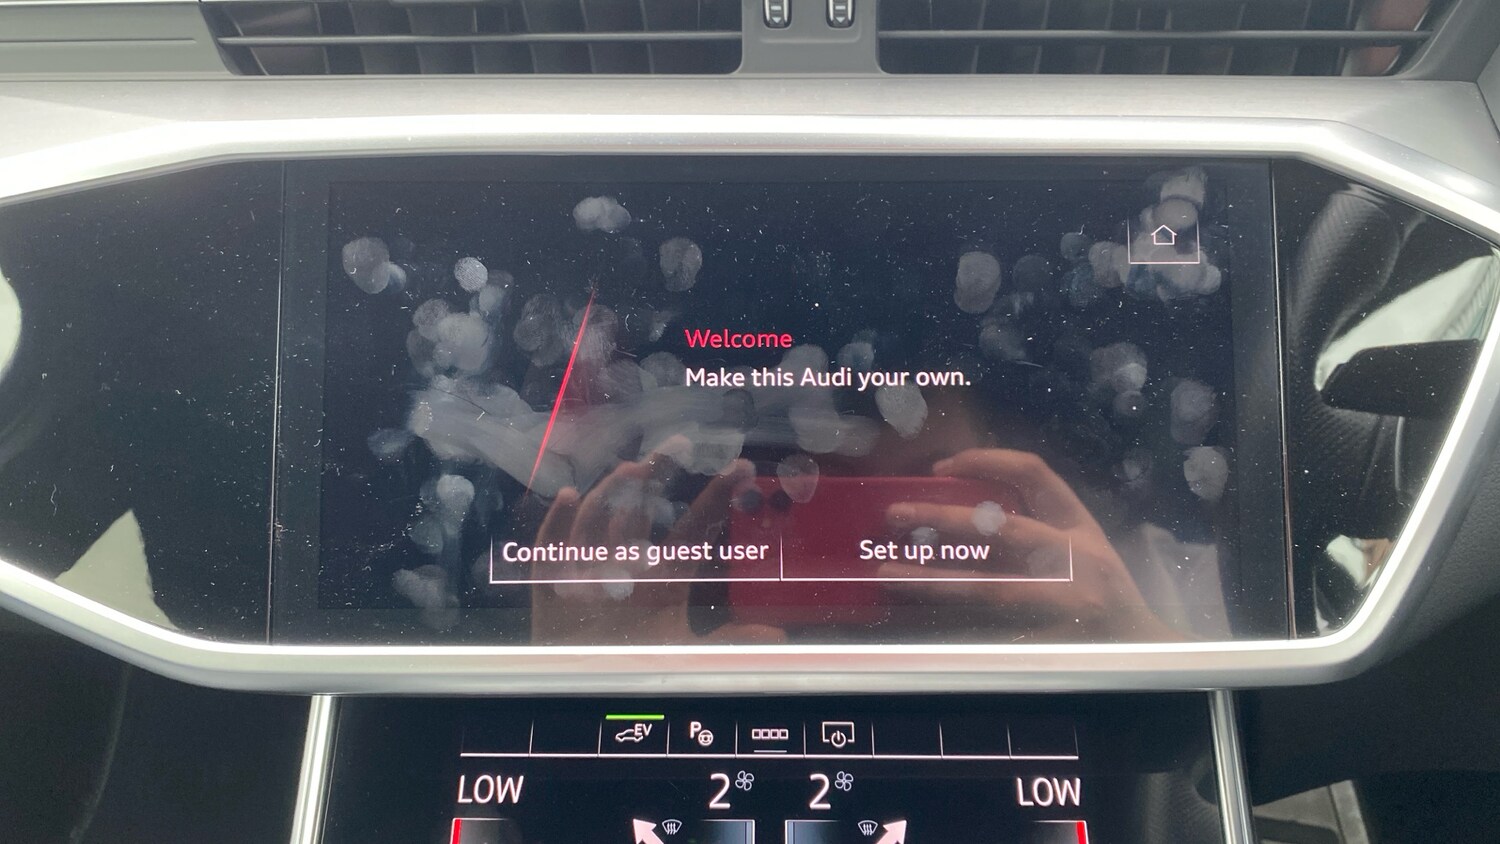 Welcome
Make this Audi your own.
Continue as guest user Set up now
EV P
LOW 2 2 LOW